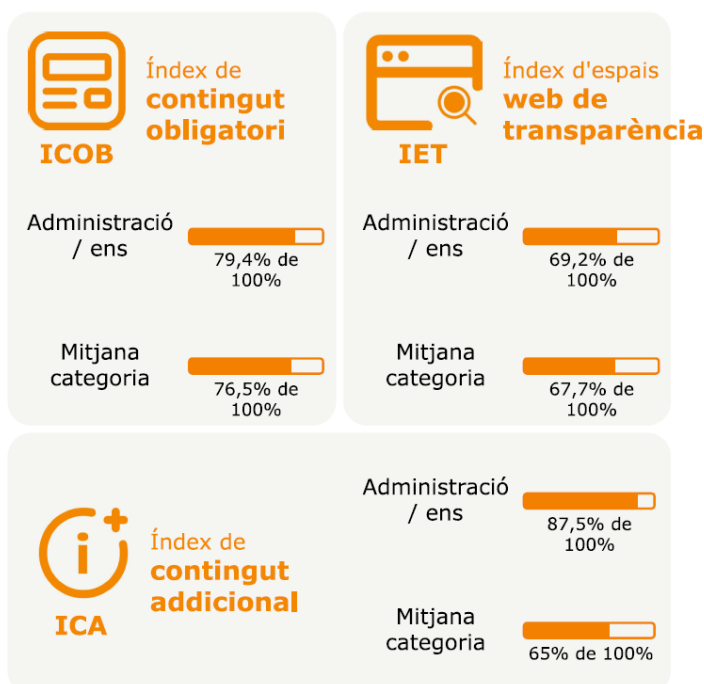 Índex de
contingut
obligatori
ICOB
Administració
/ ens
79,4% de
100%
Mitjana
categoria
76,5% de
100%
Índex d'espais
web de
transparència
IET
Administració
/ ens
69,2% de
100%
Mitjana
categoria
67,7% de
100%
Índex de
contingut
addicional
ICA
Administració
/ ens
87,5% de
100%
Mitjana
categoria
65% de 100%